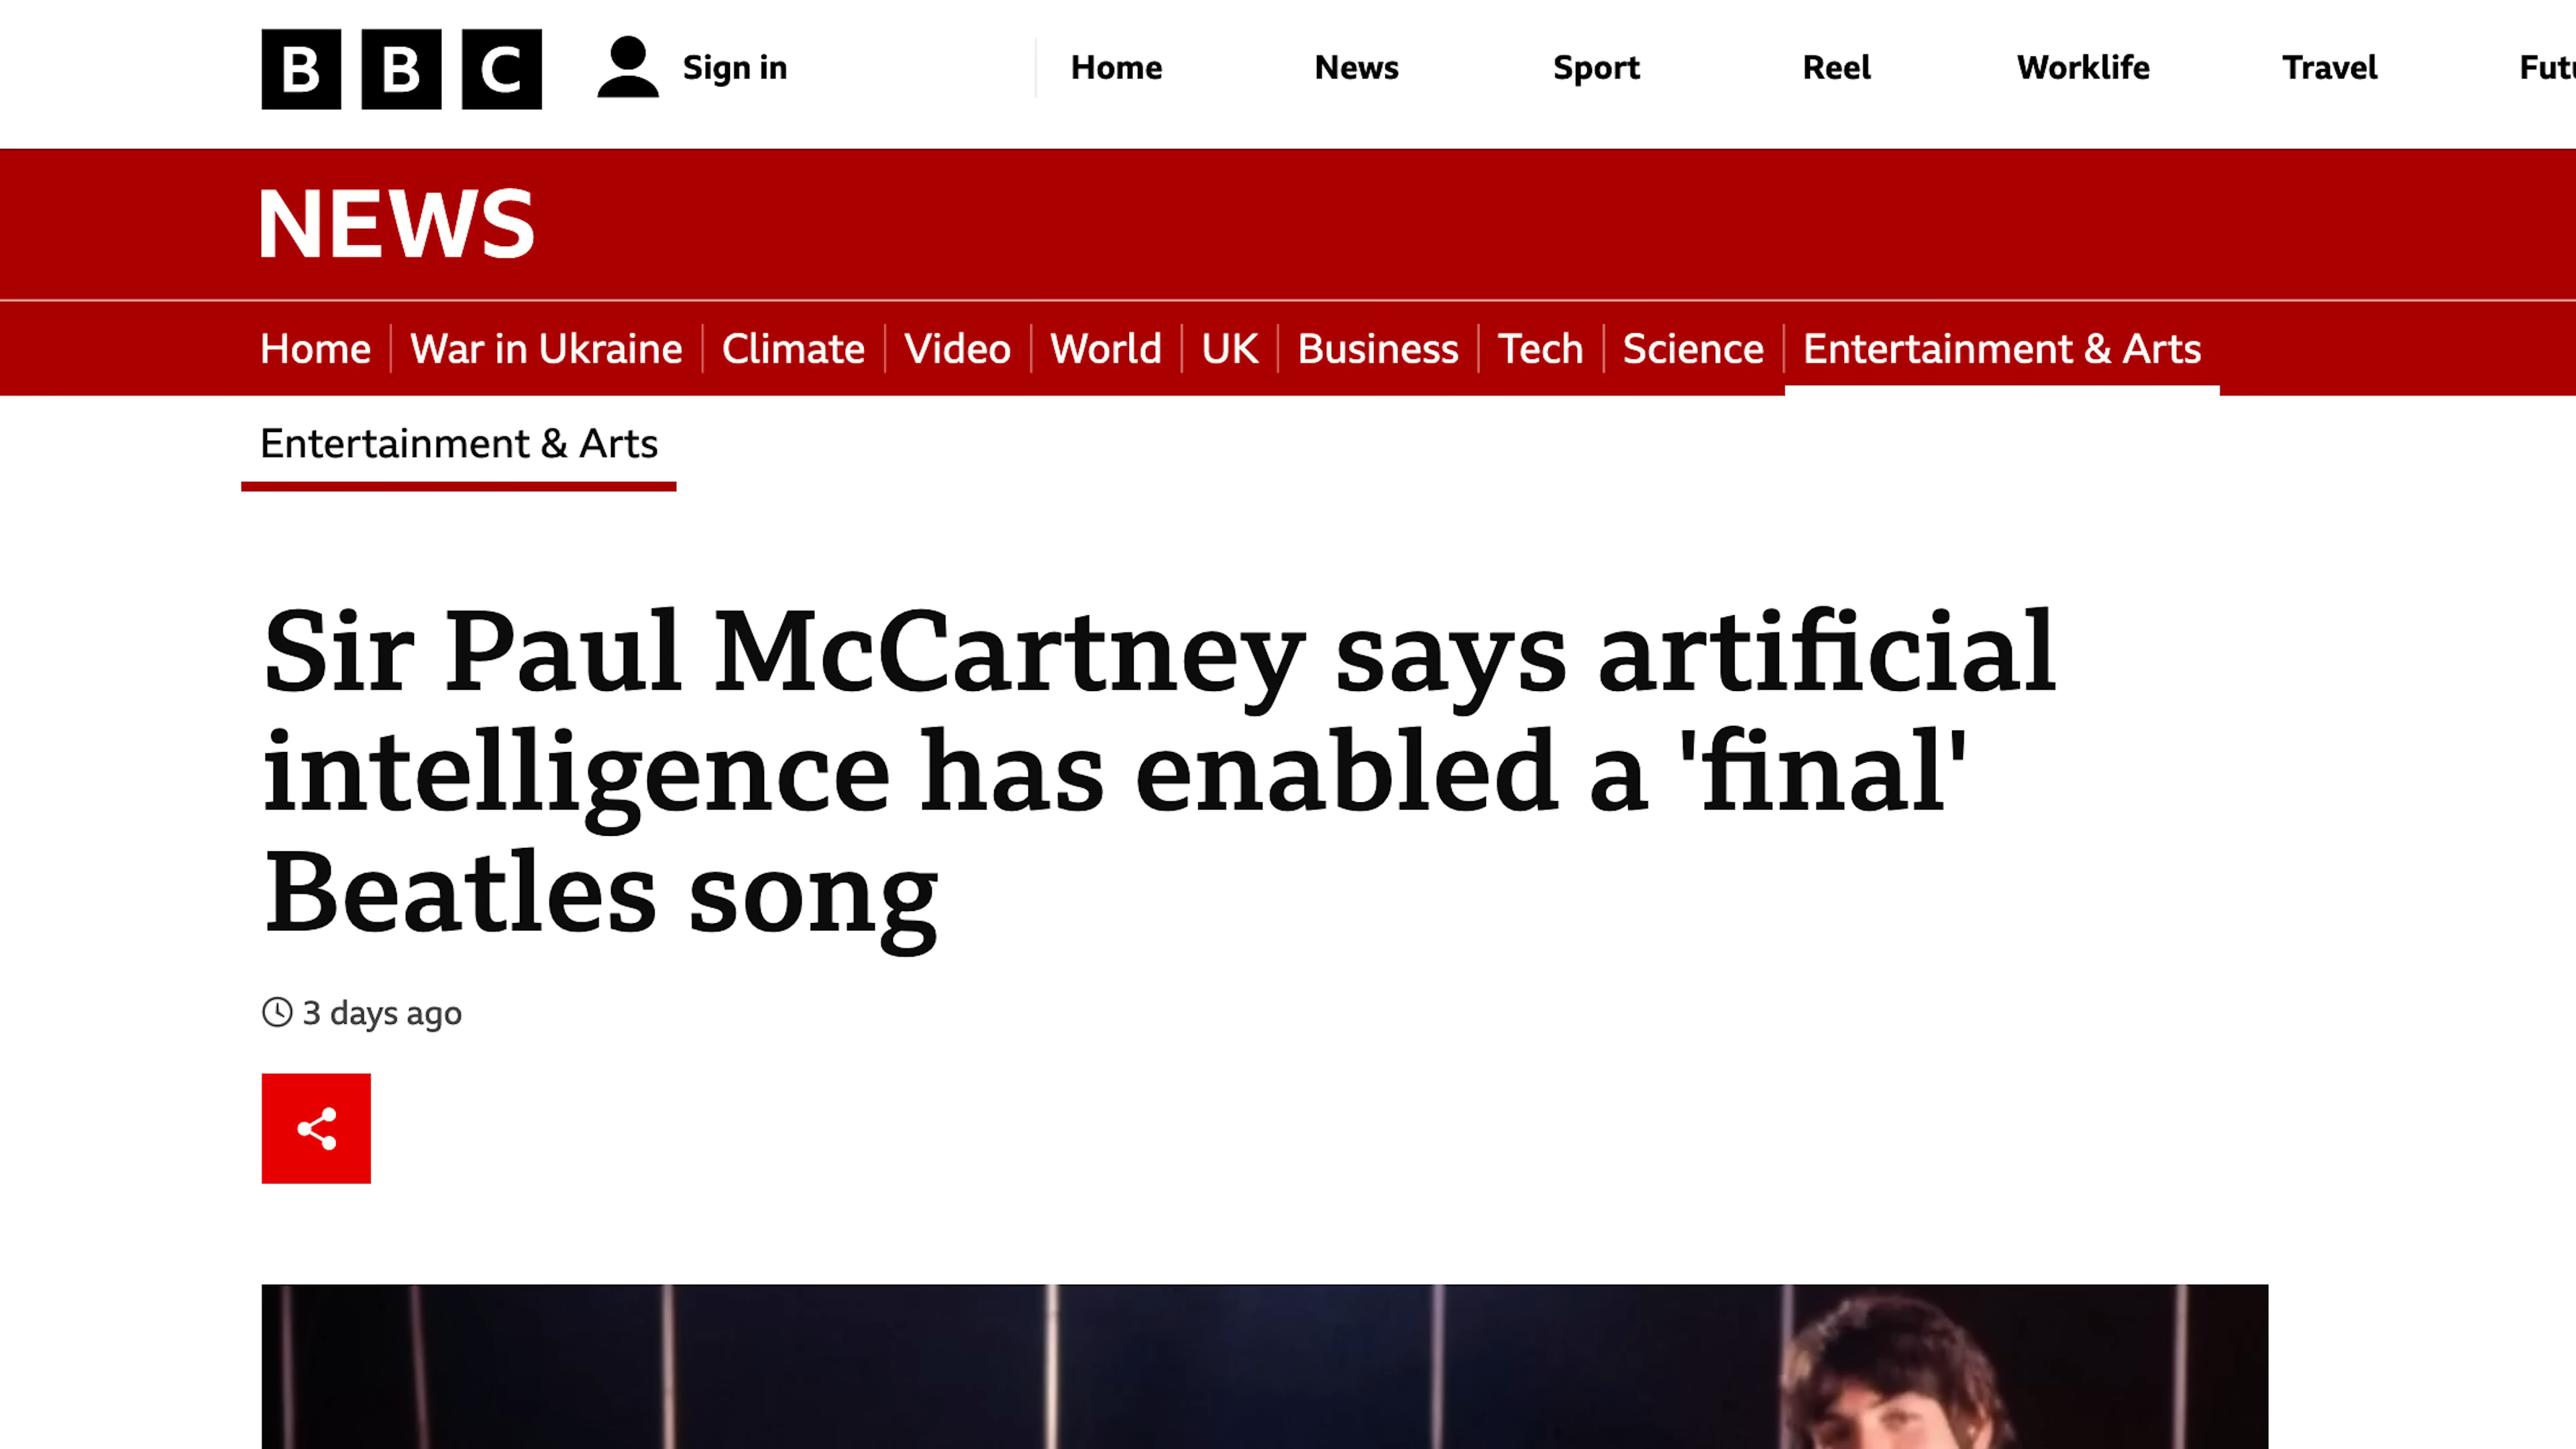 BBC Sign in Home News Sport Reel Worklife Travel
NEWS
Home War in Ukraine Climate Video World UK Business Tech Science Entertainment & Arts
Entertainment & Arts
Sir Paul McCartney says artificial
intelligence has enabled a 'final'
Beatles song
3 days ago